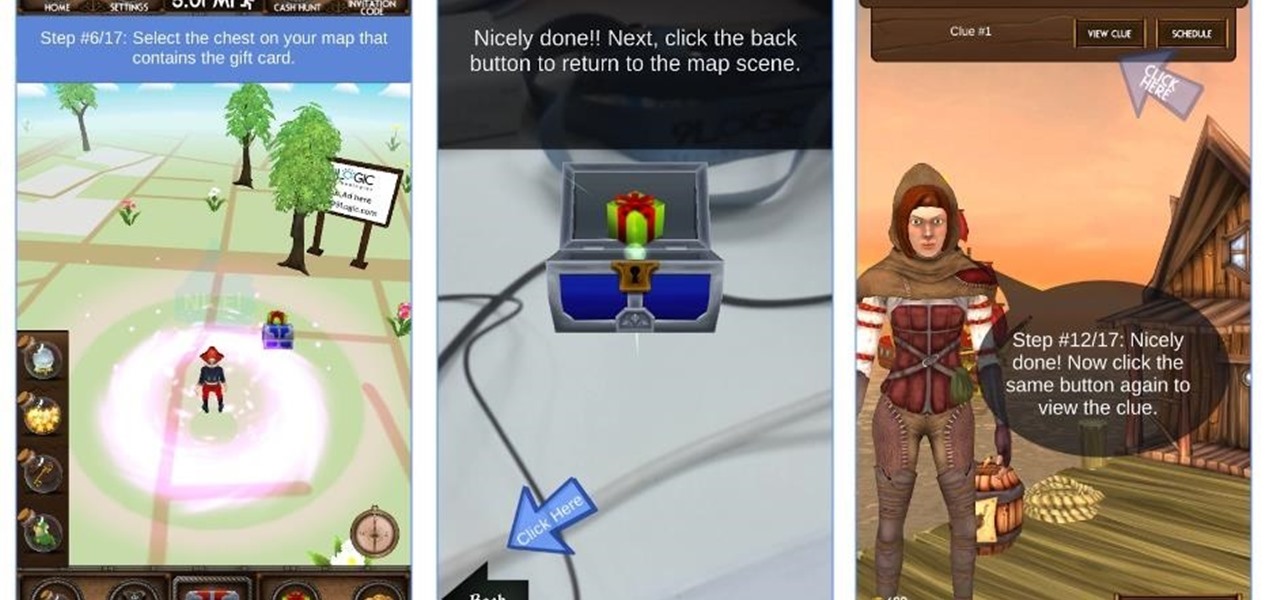 HOME
SETTINGS
CASH HUNT
INVITATION
CODE
Step #6/17: Select the chest on your map that
contains the gift card.
NICE!
Nicely done!! Next, click the back
button to return to the map scene.
Click Here
Clue #1
VIEW CLUE
SCHEDULE
CLICK
HERE
Step #12/17: Nicely
done! Now click the
same button again to
view the clue.